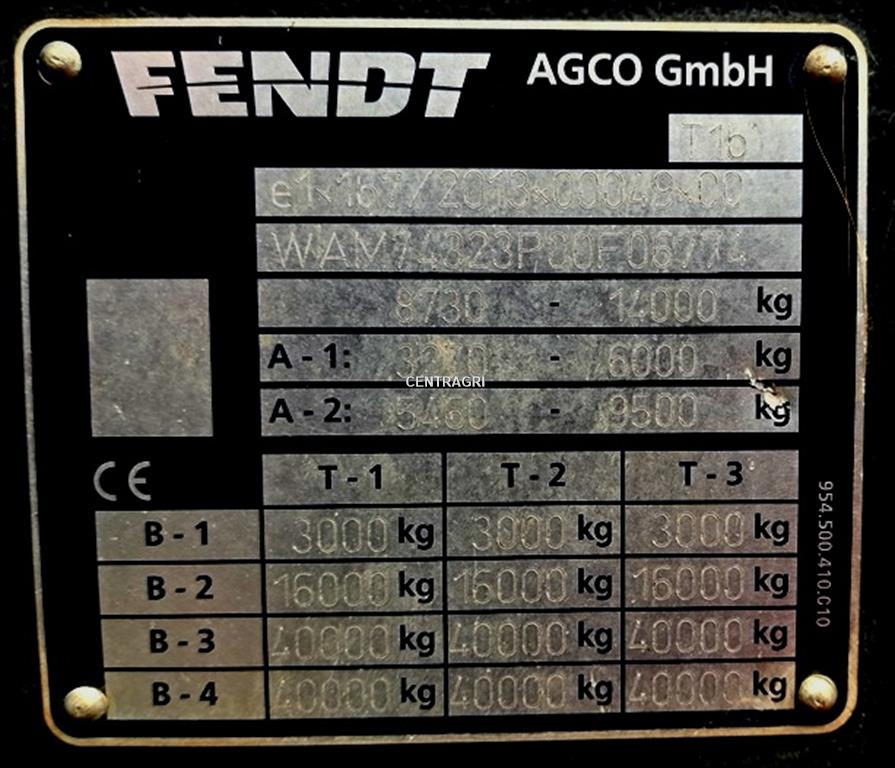 FENDT AGCO GmbH
T1b
e1*167/2013*00049*00
WAM74323P00F06774
8730 - 14000 kg
A - 1: - 6000 kg
CENTRAGRI
A - 2: 5460 - 9500 kg
T - 1 T - 2 T - 3
B - 1 3000 kg 3000 kg 3000 kg
B - 2 16000 kg 16000 kg 16000 kg
B - 3 40000 kg 40000 kg 40000 kg
B - 4 40000 kg 40000 kg 40000 kg
CE
954.500.410.010